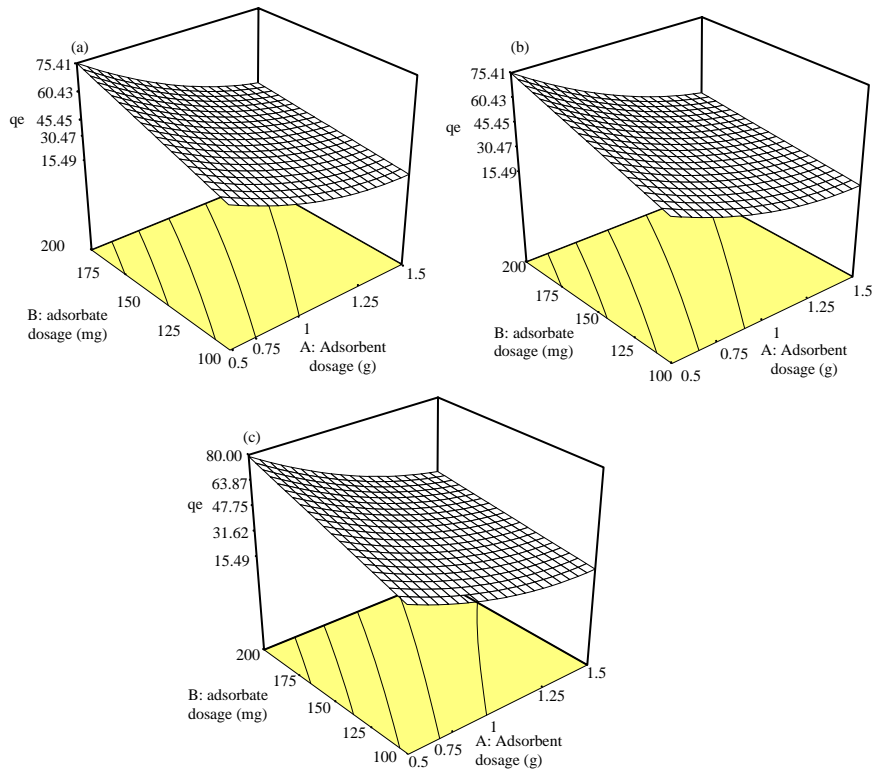 (a)
75.41
60.43
qe
45.45
30.47
15.49
200
175
150
125
100
B: adsorbate
dosage (mg)
0.5
0.75
1
1.25
1.5
A: Adsorbent
dosage (g)
(b)
75.41
60.43
qe
45.45
30.47
15.49
200
175
150
125
100
B: adsorbate
dosage (mg)
0.5
0.75
1
1.25
1.5
A: Adsorbent
dosage (g)
(c)
80.00
63.87
qe
47.75
31.62
15.49
200
175
150
125
100
B: adsorbate
dosage (mg)
0.5
0.75
1
1.25
1.5
A: Adsorbent
dosage (g)